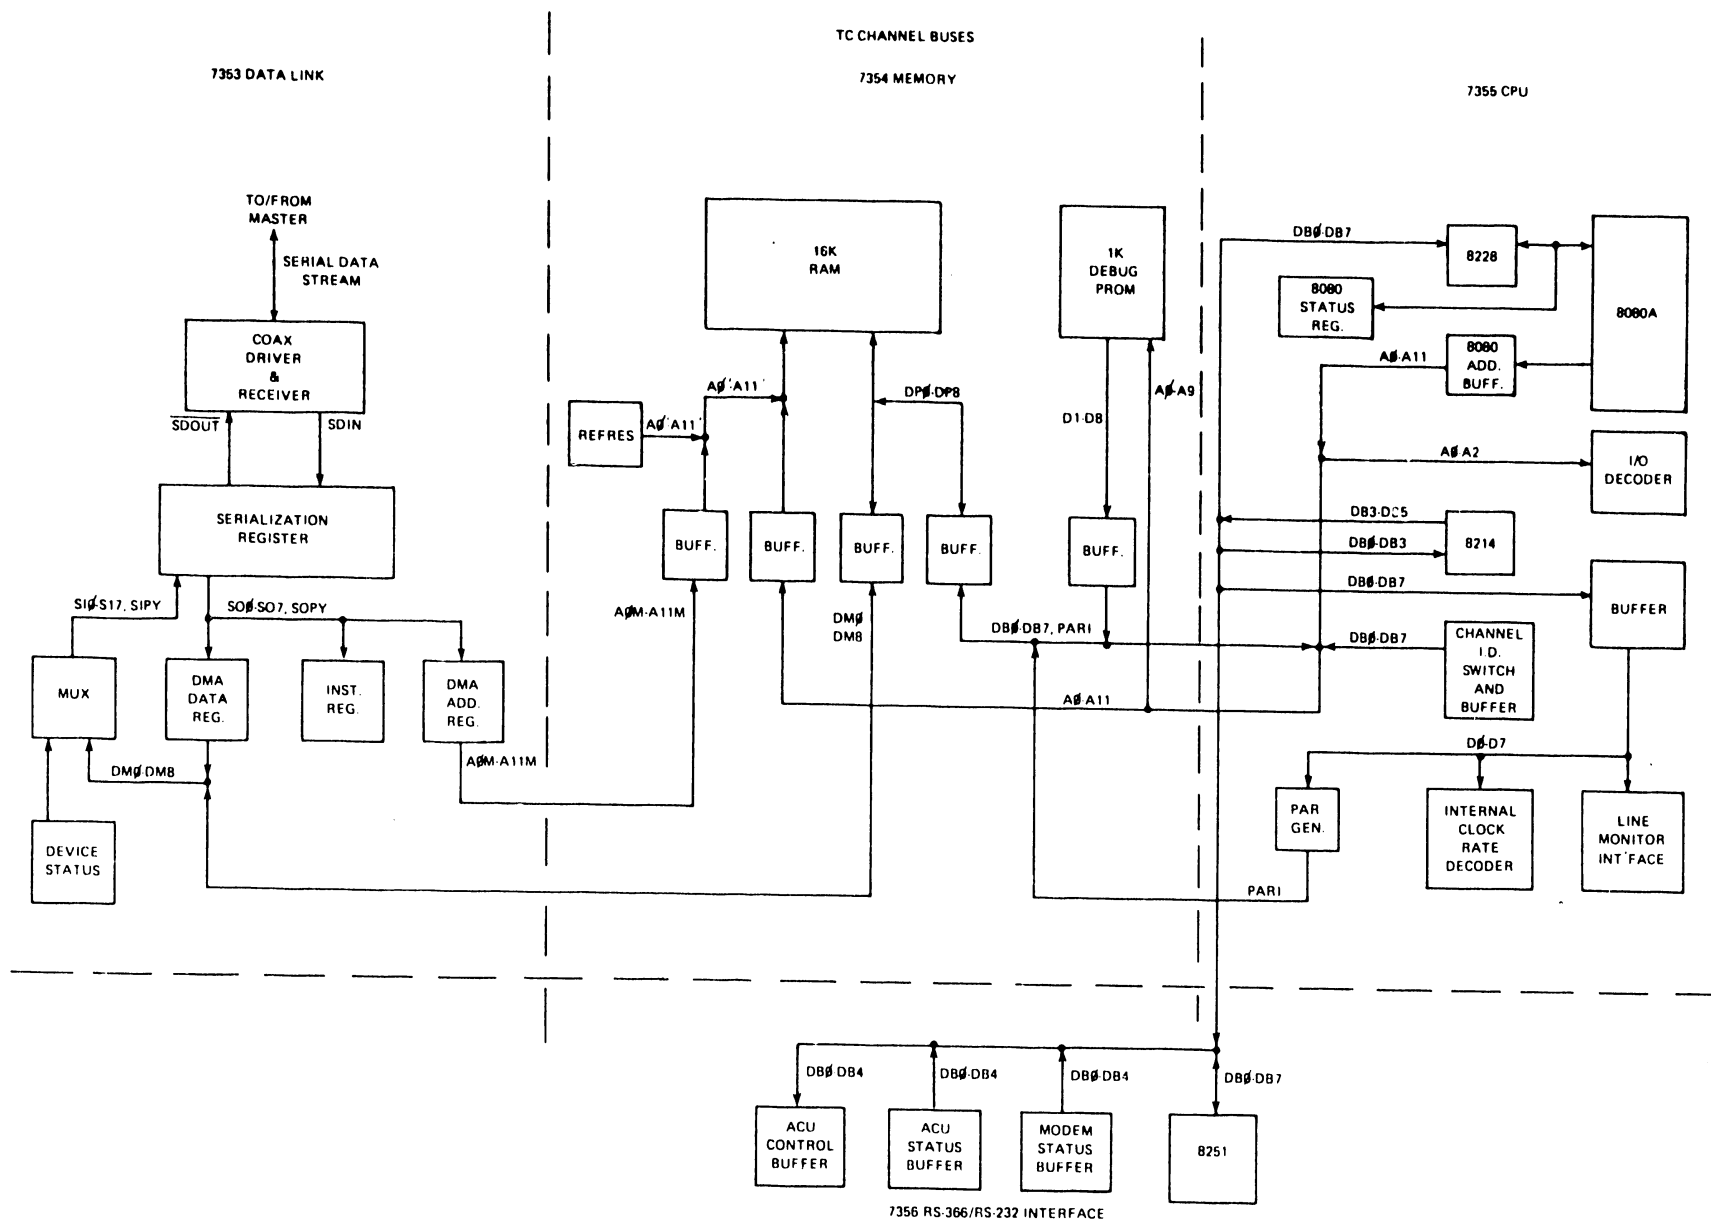 TC CHANNEL BUSES
7353 DATA LINK
7354 MEMORY
7355 CPU
TO/FROM
MASTER
SERIAL DATA
STREAM
COAX
DRIVER
&
RECEIVER
SDOUT
SDIN
SERIALIZATION
REGISTER
SIØ-S17, SIPY
SOØ-SO7, SOPY
MUX
DMA
DATA
REG.
INST.
REG.
DMA
ADD.
REG.
DMØ-DM8
AØM-A11M
DEVICE
STATUS
16K
RAM
1K
DEBUG
PROM
AØ'-A11'
DPØ-DP8
AØ-A9
D1-D8
REFRES
AØ'A11'
BUFF.
BUFF.
BUFF.
BUFF.
BUFF.
AØM-A11M
DMØ
DM8
DBØ-DB7, PARI
AØ-A11
DBØ-DB7
8228
8080
STATUS
REG.
8080A
AØ-A11
8080
ADD.
BUFF.
AØ-A2
I/O
DECODER
DB3-DC5
DBØ-DB3
8214
DBØ-DB7
BUFFER
DBØ-DB7
CHANNEL
I.D.
SWITCH
AND
BUFFER
DØ-D7
PAR
GEN.
INTERNAL
CLOCK
RATE
DECODER
LINE
MONITOR
INT'FACE
PARI
DBØ-DB4
DBØ-DB4
DBØ-DB4
DBØ-DB7
ACU
CONTROL
BUFFER
ACU
STATUS
BUFFER
MODEM
STATUS
BUFFER
8251
7356 RS-366/RS-232 INTERFACE